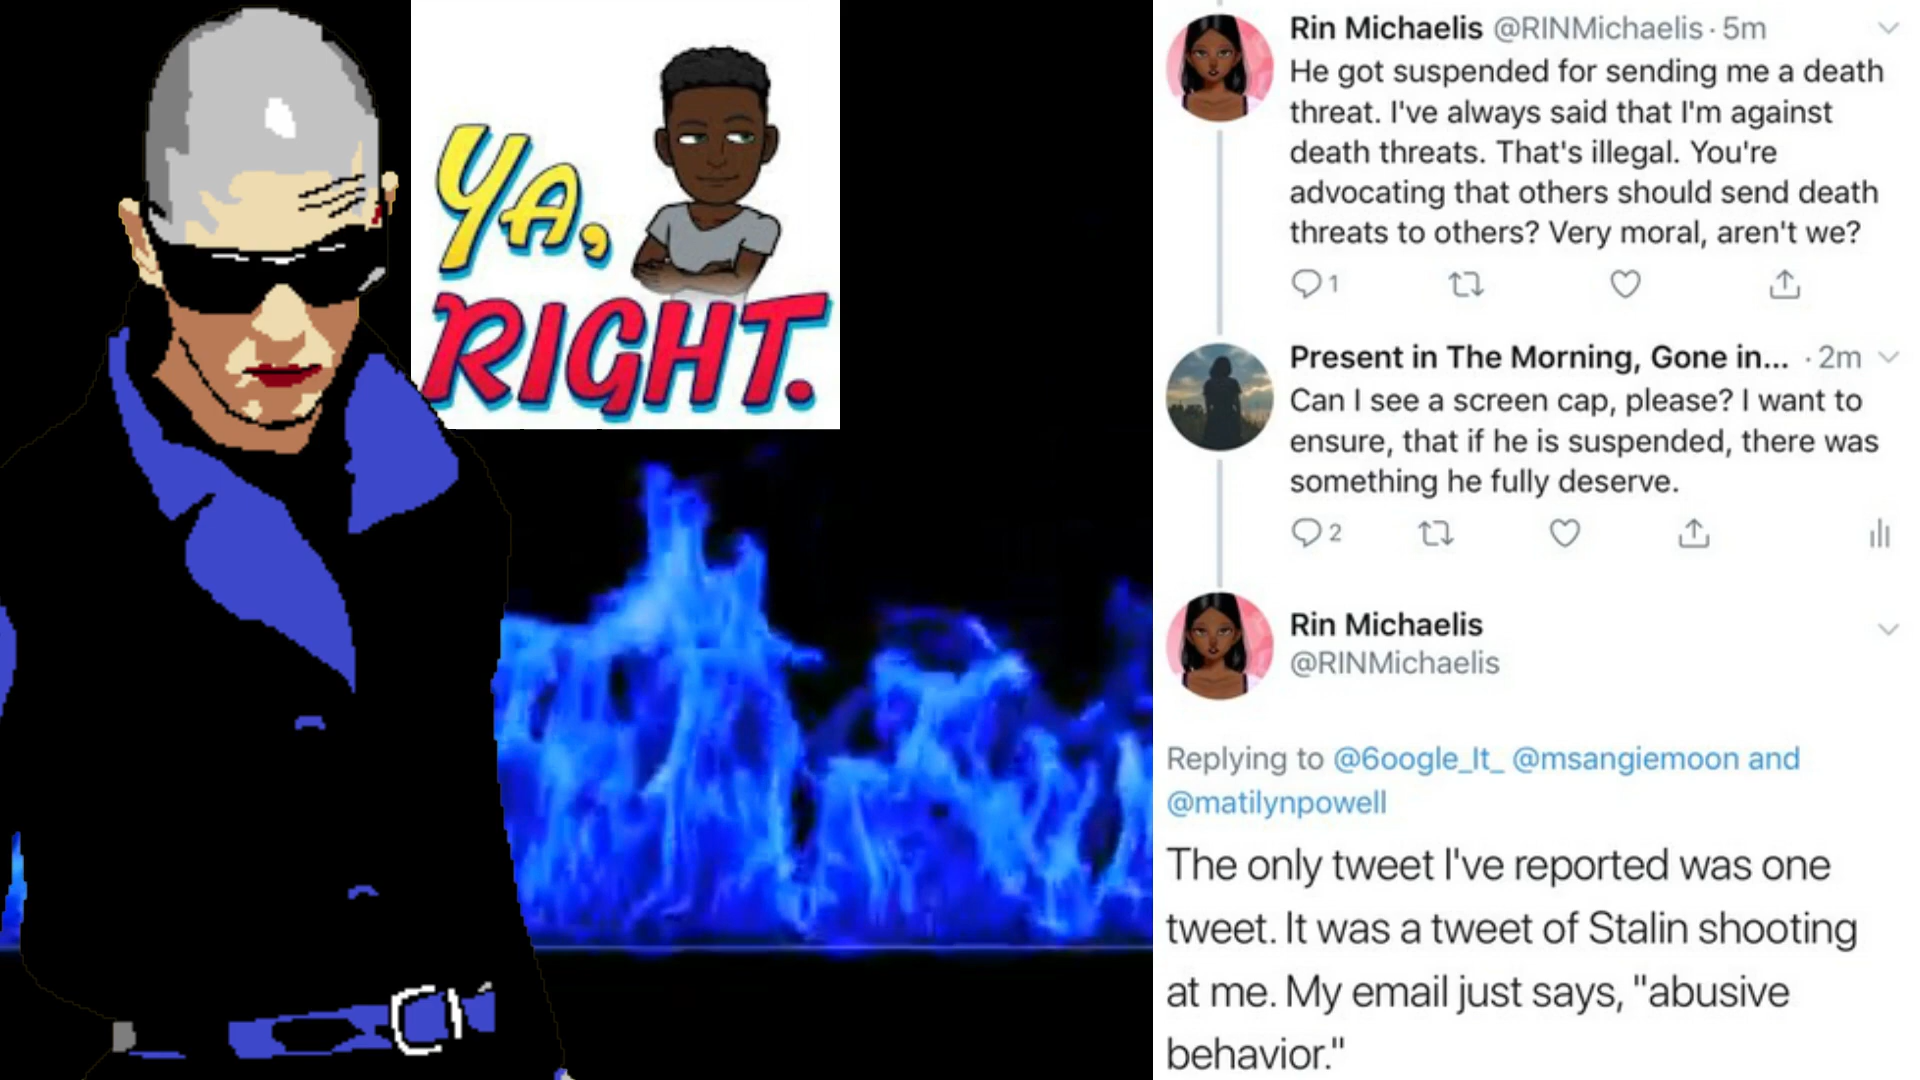 YA,
RIGHT.
Rin Michaelis @RINMichaelis · 5m
He got suspended for sending me a death
threat. I've always said that I'm against
death threats. That's illegal. You're
advocating that others should send death
threats to others? Very moral, aren't we?
1
Present in The Morning, Gone in... · 2m
Can I see a screen cap, please? I want to
ensure, that if he is suspended, there was
something he fully deserve.
2
Rin Michaelis
@RINMichaelis
Replying to @6oogle_It_ @msangiemoon and
@matilynpowell
The only tweet I've reported was one
tweet. It was a tweet of Stalin shooting
at me. My email just says, "abusive
behavior."